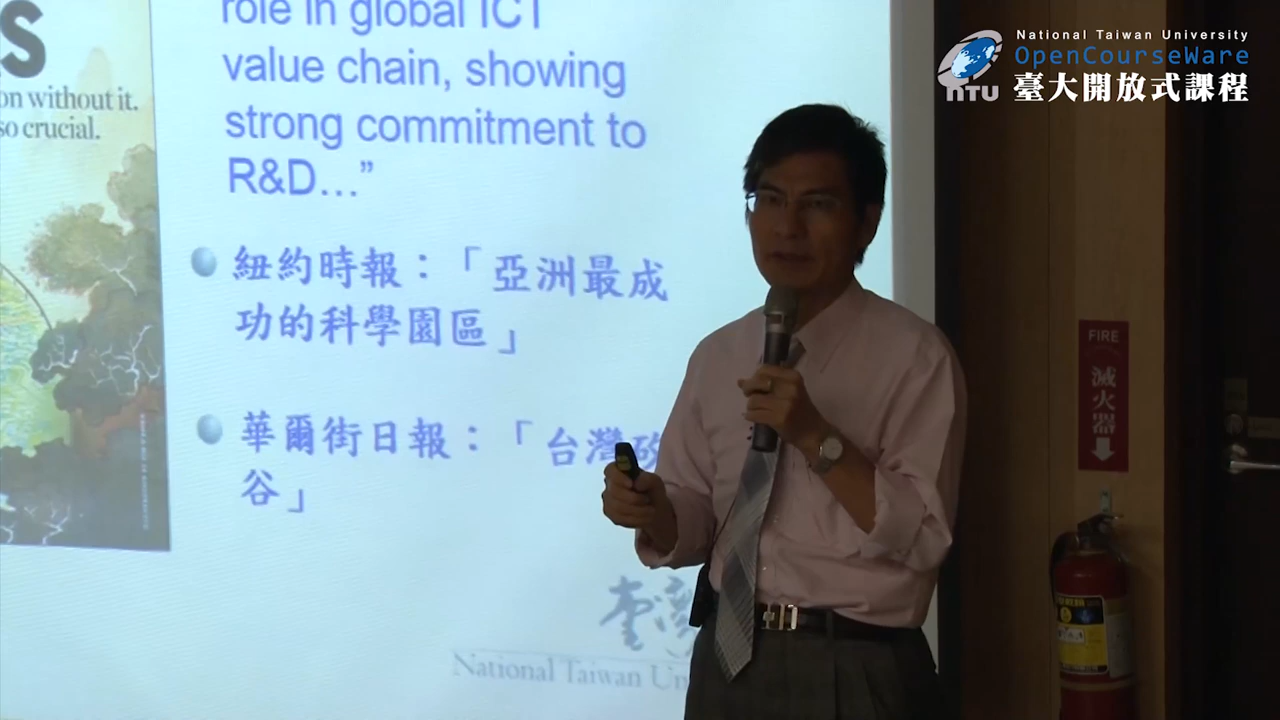 role in global ICT
value chain, showing
strong commitment to
R&D…”
紐約時報：「亞洲最成
功的科學園區」
華爾街日報：「台灣矽
谷」
on without it.
so crucial.
National Taiwan Un
National Taiwan University
OpenCourseWare
NTU 臺大開放式課程
FIRE
滅火器